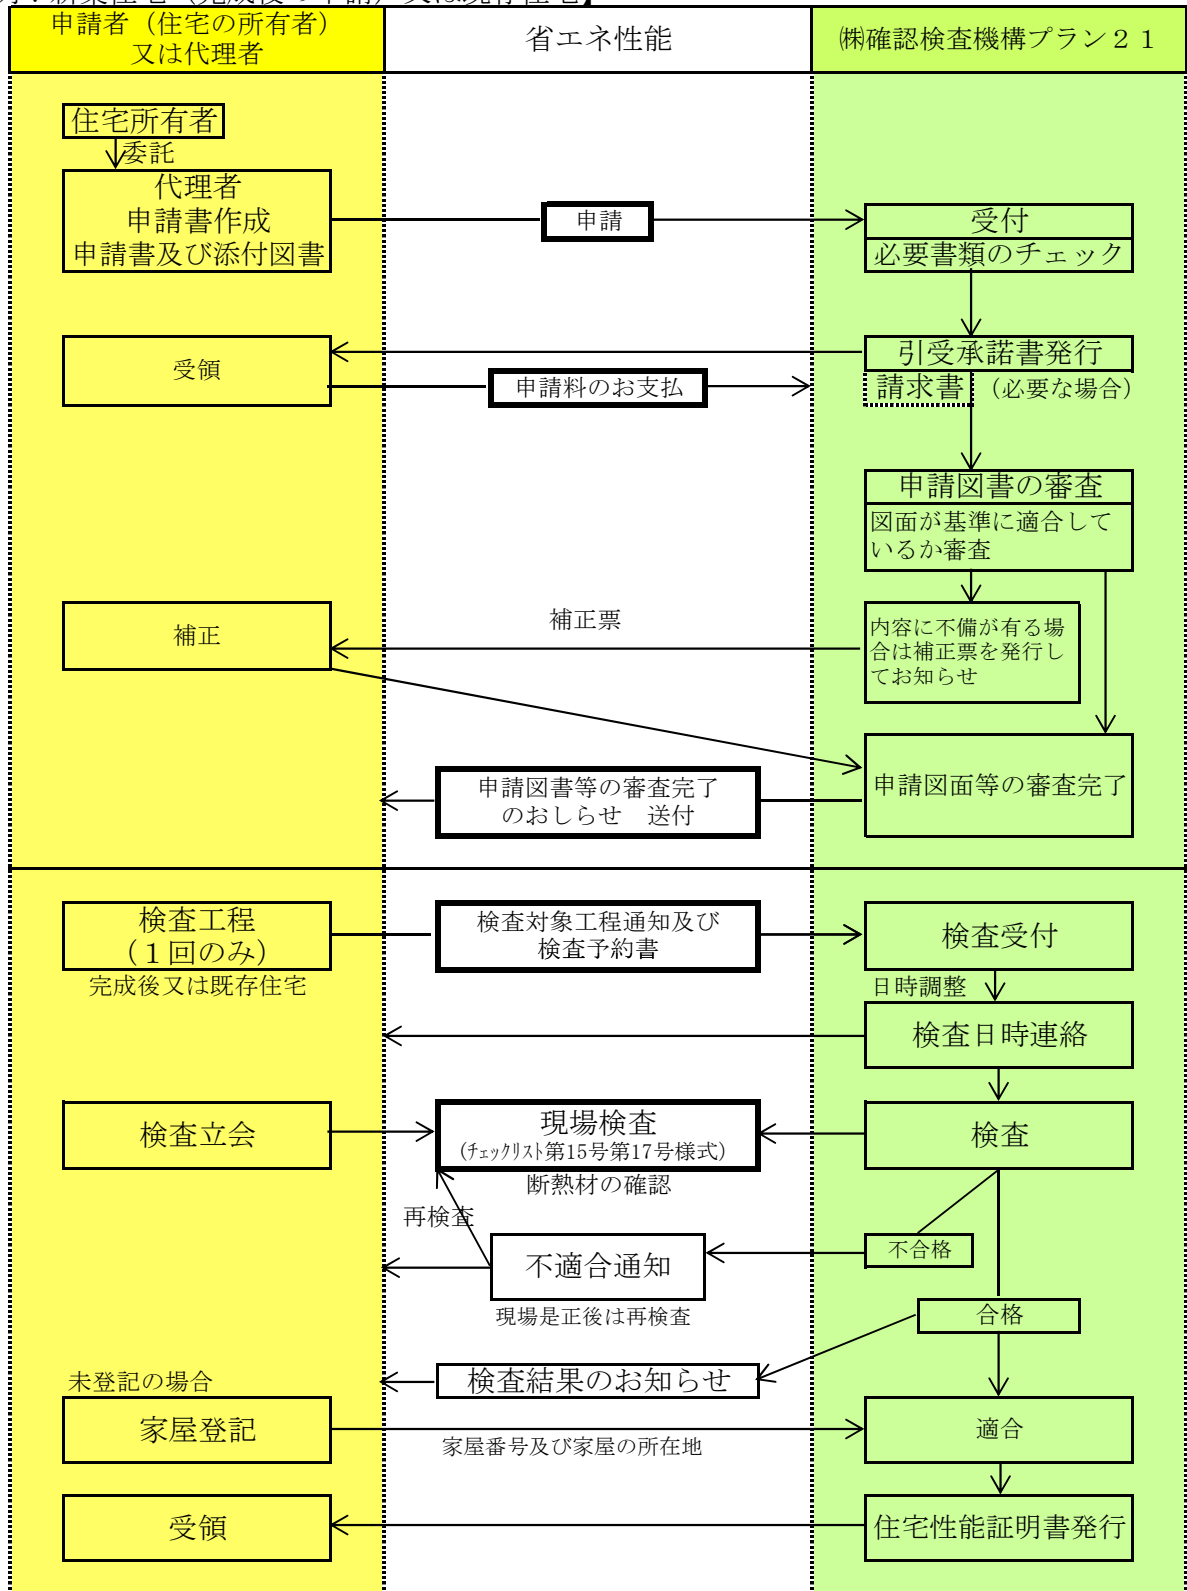 申請者（住宅の所有者）
又は代理者
省エネ性能
㈱確認検査機構プラン２１
住宅所有者
委託
代理者
申請書作成
申請書及び添付図書
申請
受付
必要書類のチェック
引受承諾書発行
受領
請求書
（必要な場合）
申請料のお支払
申請図書の審査
図面が基準に適合して
いるか審査
補正
補正票
内容に不備が有る場
合は補正票を発行し
てお知らせ
申請図書等の審査完了
のおしらせ　送付
申請図面等の審査完了
検査工程
（１回のみ）
完成後又は既存住宅
検査対象工程通知及び
検査予約書
検査受付
日時調整
検査日時連絡
検査立会
現場検査
(ﾁｪｯｸﾘｽﾄ第15号第17号様式)
断熱材の確認
検査
再検査
不適合通知
不合格
現場是正後は再検査
合格
検査結果のお知らせ
未登記の場合
家屋登記
家屋番号及び家屋の所在地
適合
受領
住宅性能証明書発行